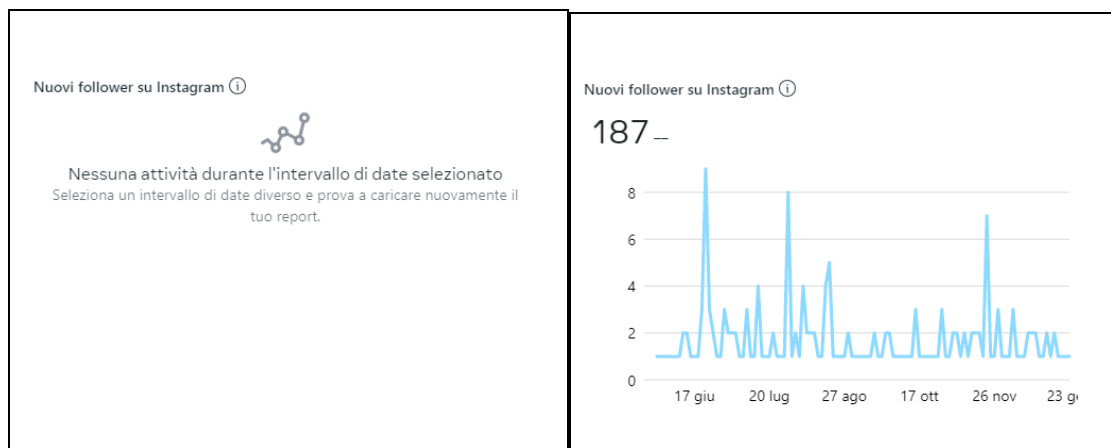 Nuovi follower su Instagram
Nessuna attività durante l'intervallo di date selezionato
Seleziona un intervallo di date diverso e prova a caricare nuovamente il
tuo report.
Nuovi follower su Instagram
187 --
8
6
4
2
0
17 giu 20 lug 27 ago 17 ott 26 nov 23